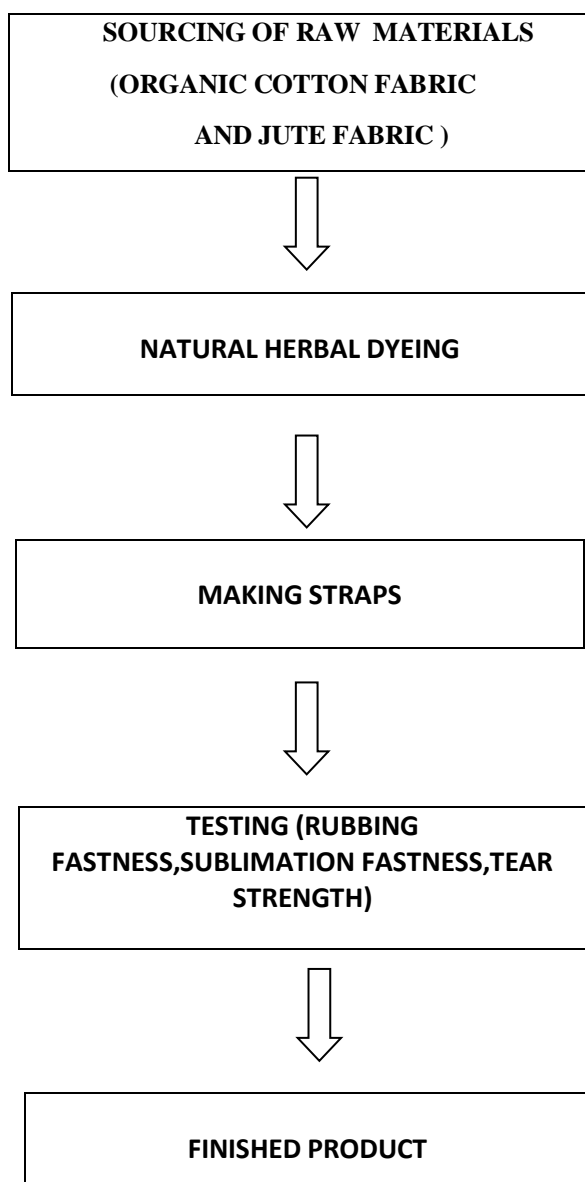 SOURCING OF RAW MATERIALS
(ORGANIC COTTON FABRIC
AND JUTE FABRIC )
NATURAL HERBAL DYEING
MAKING STRAPS
TESTING (RUBBING
FASTNESS,SUBLIMATION FASTNESS,TEAR
STRENGTH)
FINISHED PRODUCT